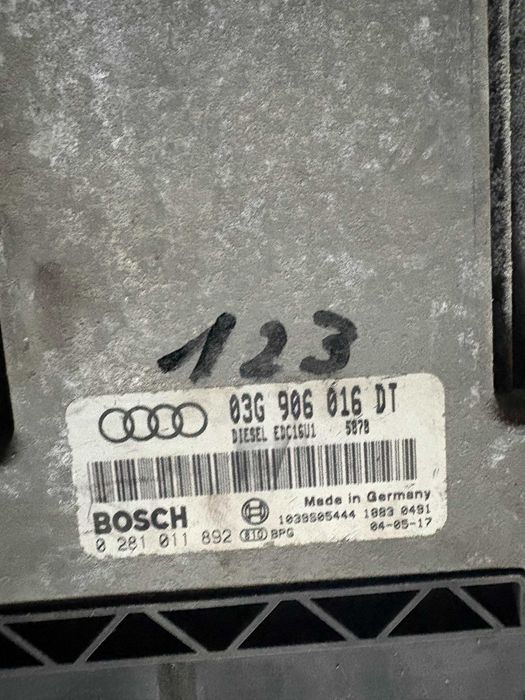 123
03G 906 016 DT
DIESEL EDC16U1 5878
BOSCH
Made in Germany
1039S05444 1883 0491
0 281 011 892 810 BPG
04-05-17